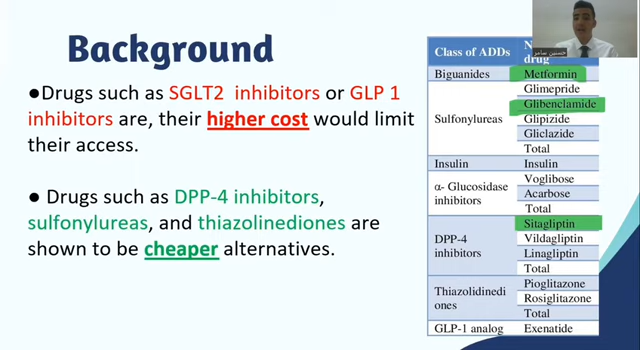 Background
●Drugs such as SGLT2 inhibitors or GLP 1
inhibitors are, their higher cost would limit
their access.
● Drugs such as DPP-4 inhibitors,
sulfonylureas, and thiazolinediones are
shown to be cheaper alternatives.
حسنين سامر
Class of ADDs
drug
Biguanides Metformin
Sulfonylureas
Glimepride
Glibenclamide
Glipizide
Gliclazide
Total
Insulin Insulin
α- Glucosidase
inhibitors
Voglibose
Acarbose
Total
DPP-4
inhibitors
Sitagliptin
Vildagliptin
Linagliptin
Total
Thiazolidinedi
ones
Pioglitazone
Rosiglitazone
Total
GLP-1 analog Exenatide